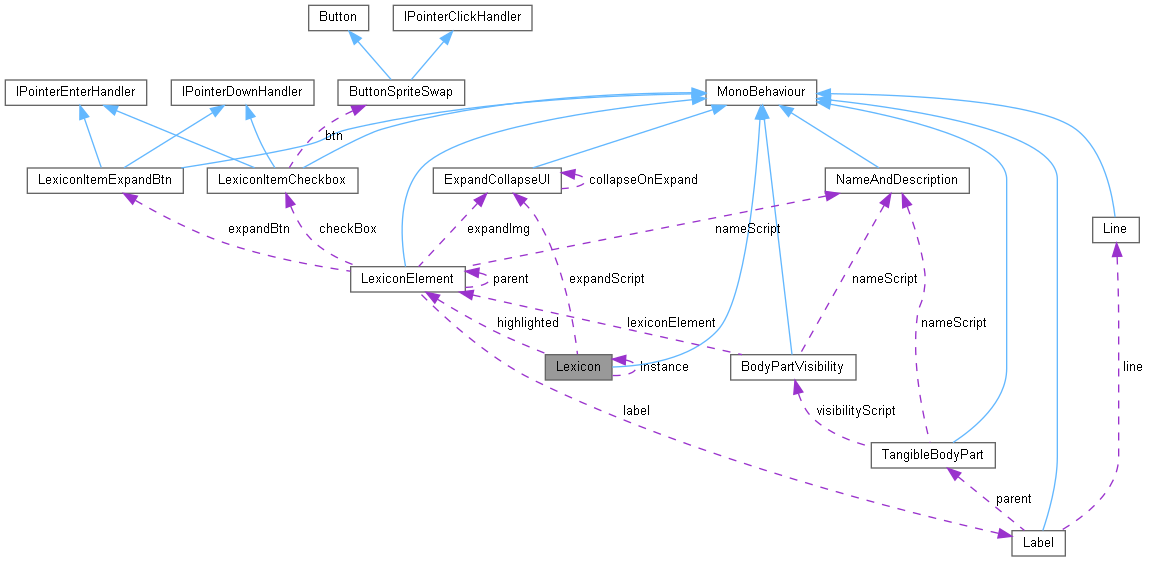 Button
IPointerClickHandler
IPointerEnterHandler
IPointerDownHandler
ButtonSpriteSwap
MonoBehaviour
btn
LexiconItemExpandBtn
LexiconItemCheckbox
ExpandCollapseUI
collapseOnExpand
NameAndDescription
expandBtn
checkBox
expandImg
nameScript
Line
LexiconElement
parent
expandScript
nameScript
highlighted
lexiconElement
nameScript
Lexicon
Instance
BodyPartVisibility
line
label
visibilityScript
TangibleBodyPart
parent
Label